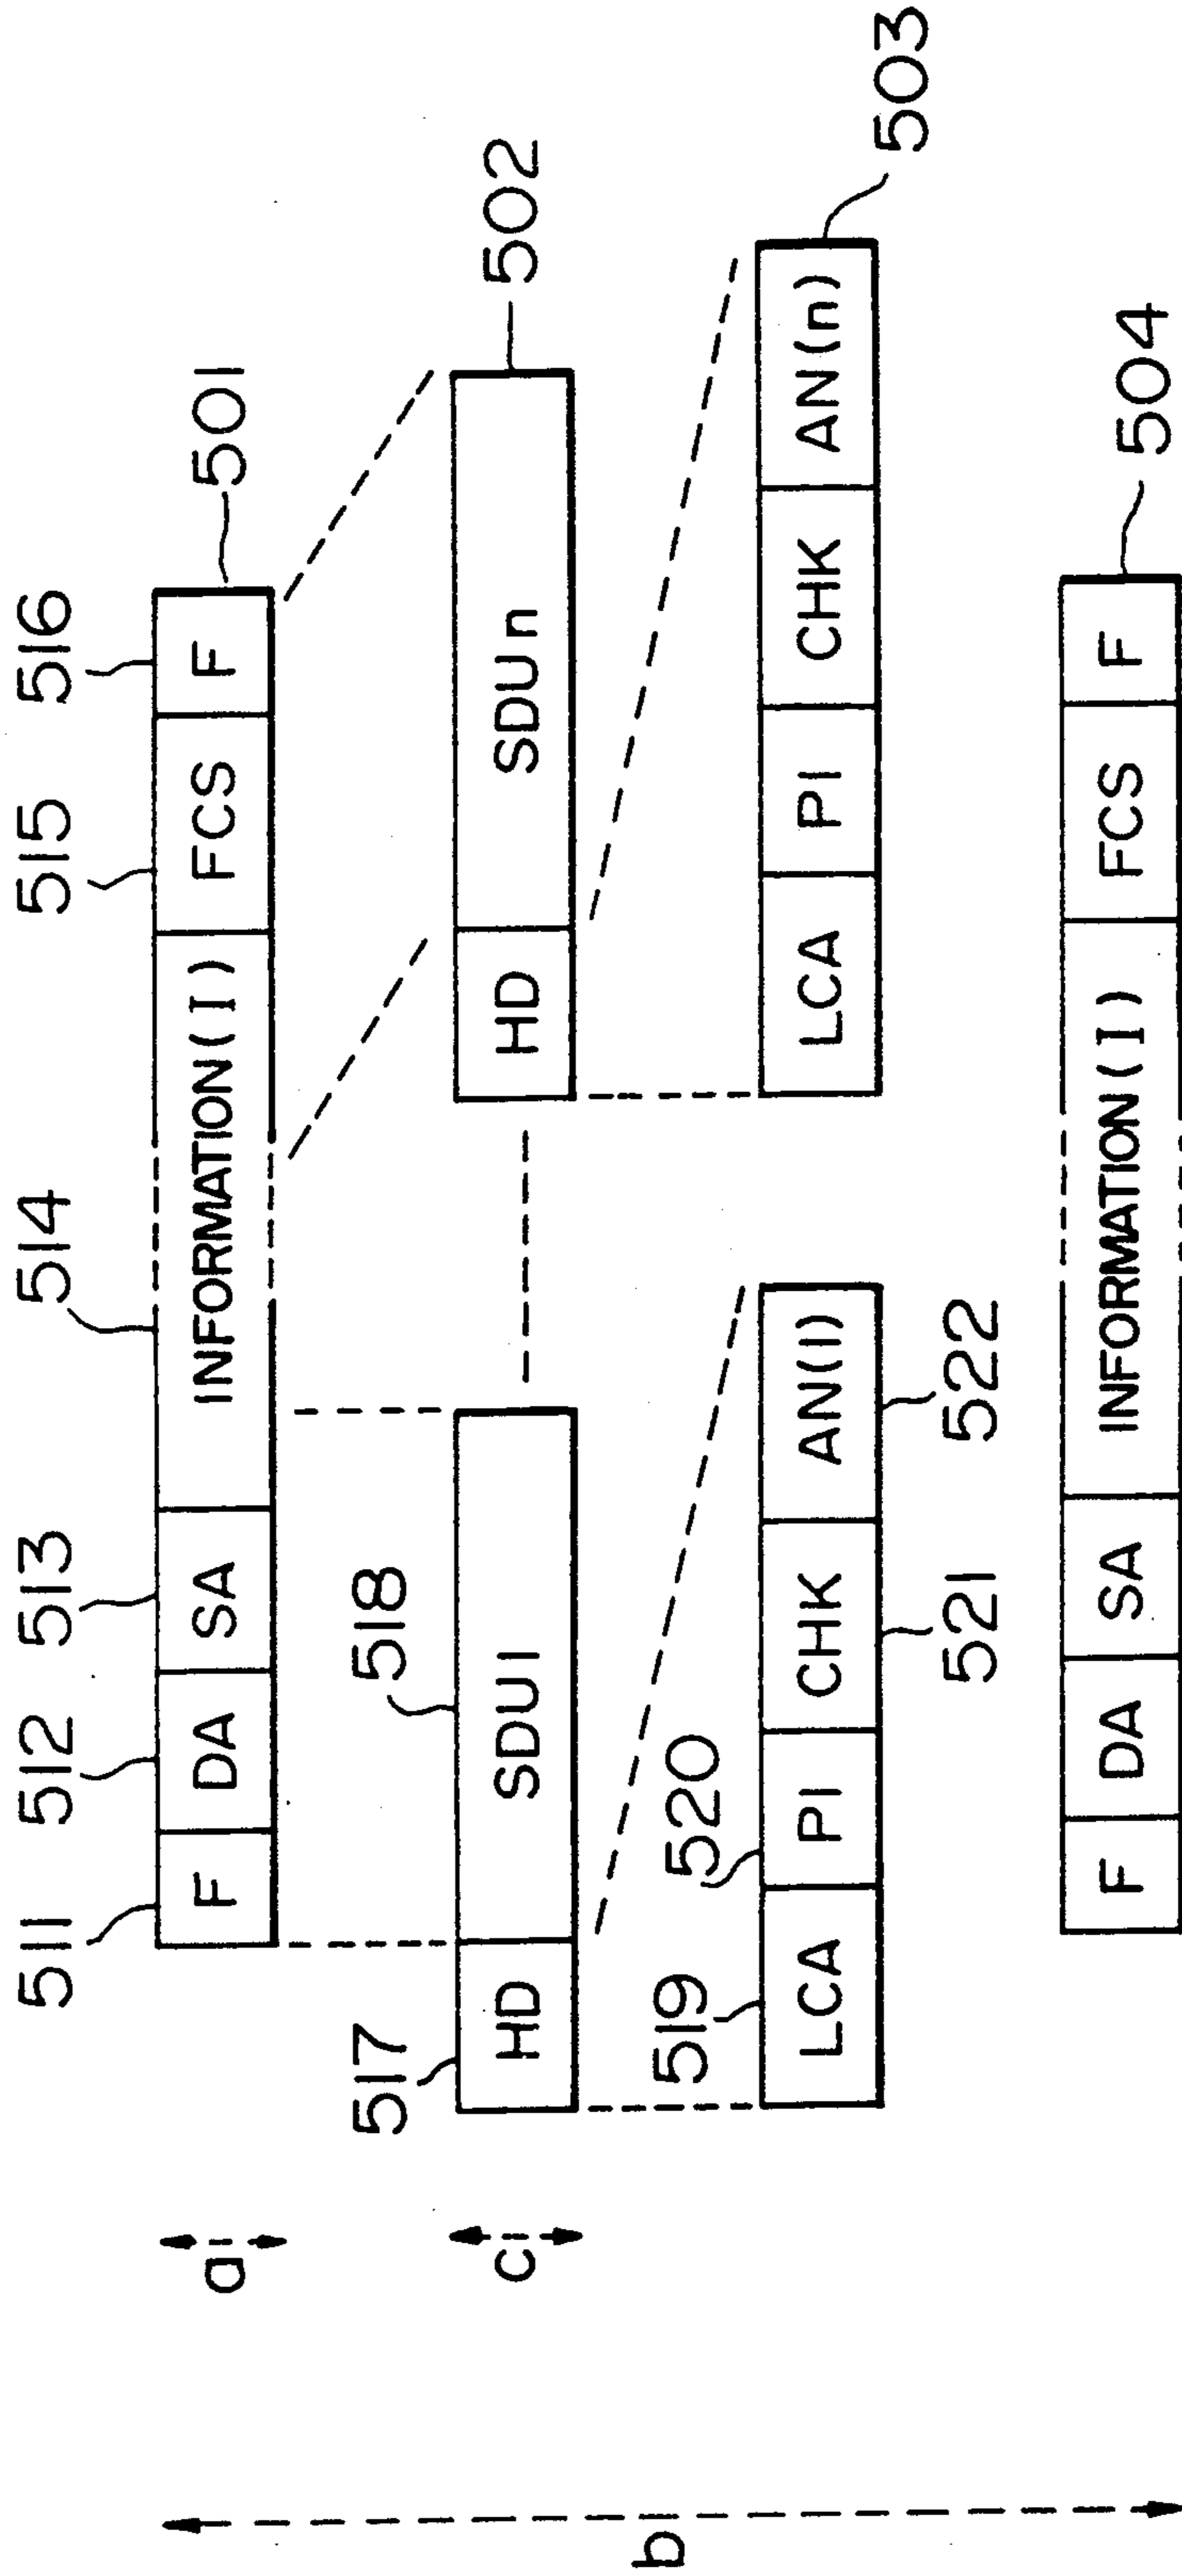 511 512 513 514 515 516
F DA SA INFORMATION(I) FCS F 501
a
517 518
HD SDU1 HD SDUn 502
c
519 520
LCA PI CHK AN(1) LCA PI CHK AN(n) 503
521 522
F DA SA INFORMATION(I) FCS F 504
b